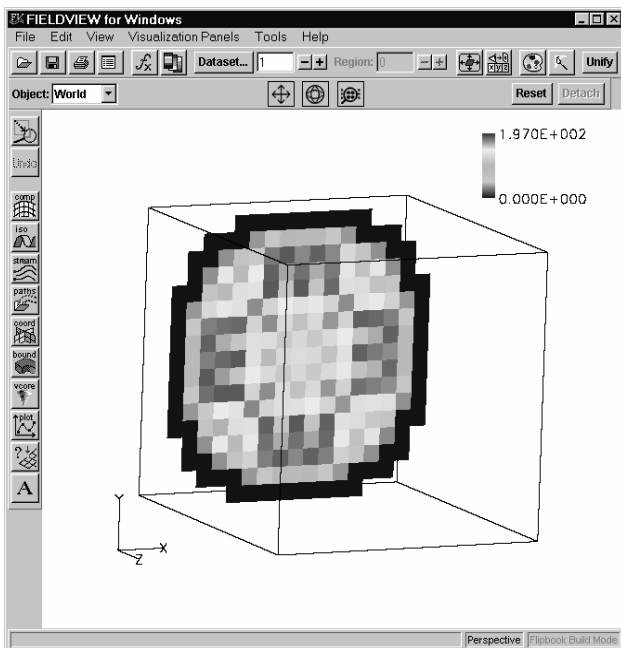 FIELDVIEW for Windows
File Edit View Visualization Panels Tools Help
Dataset... 1 Region: 0 Unify
Object: World Reset Detach
Undo
comp
iso
stream
paths
coord
bound
vcore
plot
A
1.970E+002
0.000E+000
Y
X
Z
Perspective Flipbook Build Mode